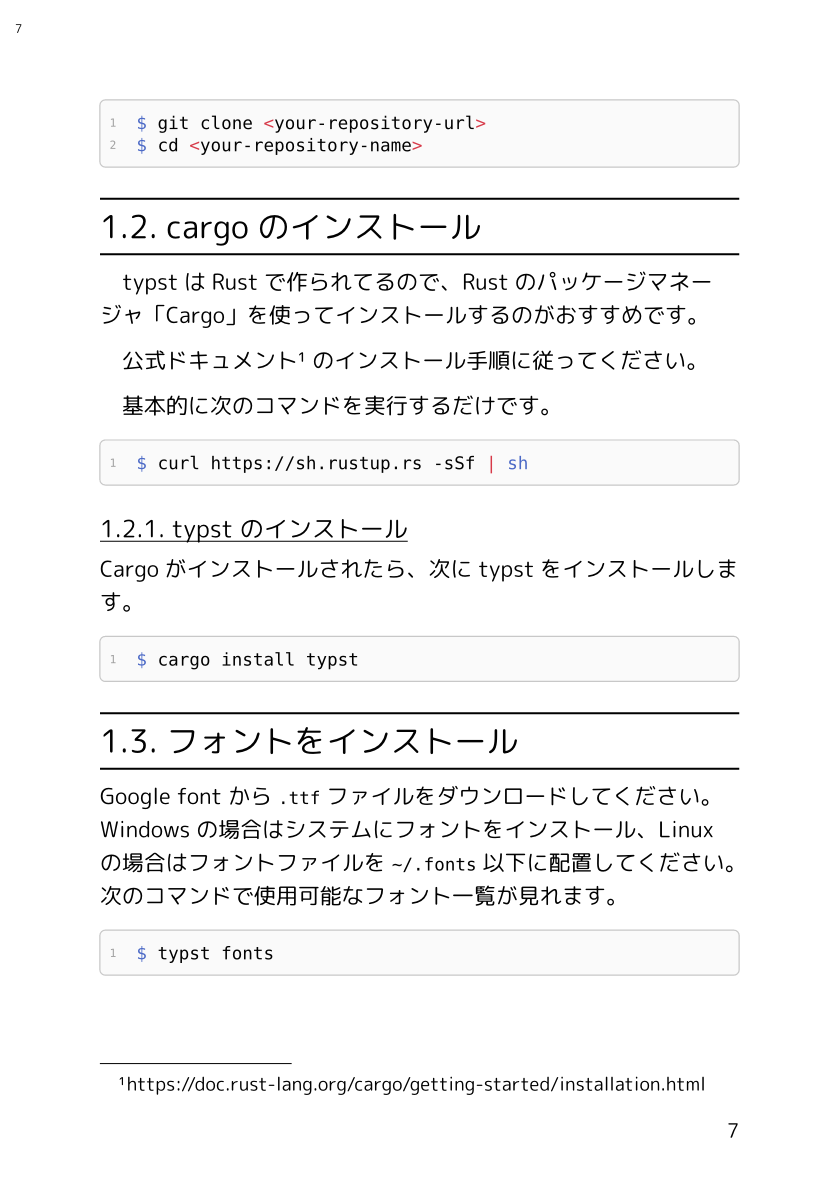 7
1 $ git clone <your-repository-url>
2 $ cd <your-repository-name>
1.2. cargo のインストール
typst は Rust で作られてるので、Rust のパッケージマネー
ジャ「Cargo」を使ってインストールするのがおすすめです。
公式ドキュメント¹ のインストール手順に従ってください。
基本的に次のコマンドを実行するだけです。
1 $ curl https://sh.rustup.rs -sSf | sh
1.2.1. typst のインストール
Cargo がインストールされたら、次に typst をインストールしま
す。
1 $ cargo install typst
1.3. フォントをインストール
Google font から .ttf ファイルをダウンロードしてください。
Windows の場合はシステムにフォントをインストール、Linux
の場合はフォントファイルを ~/.fonts 以下に配置してください。
次のコマンドで使用可能なフォント一覧が見れます。
1 $ typst fonts
¹https://doc.rust-lang.org/cargo/getting-started/installation.html
7